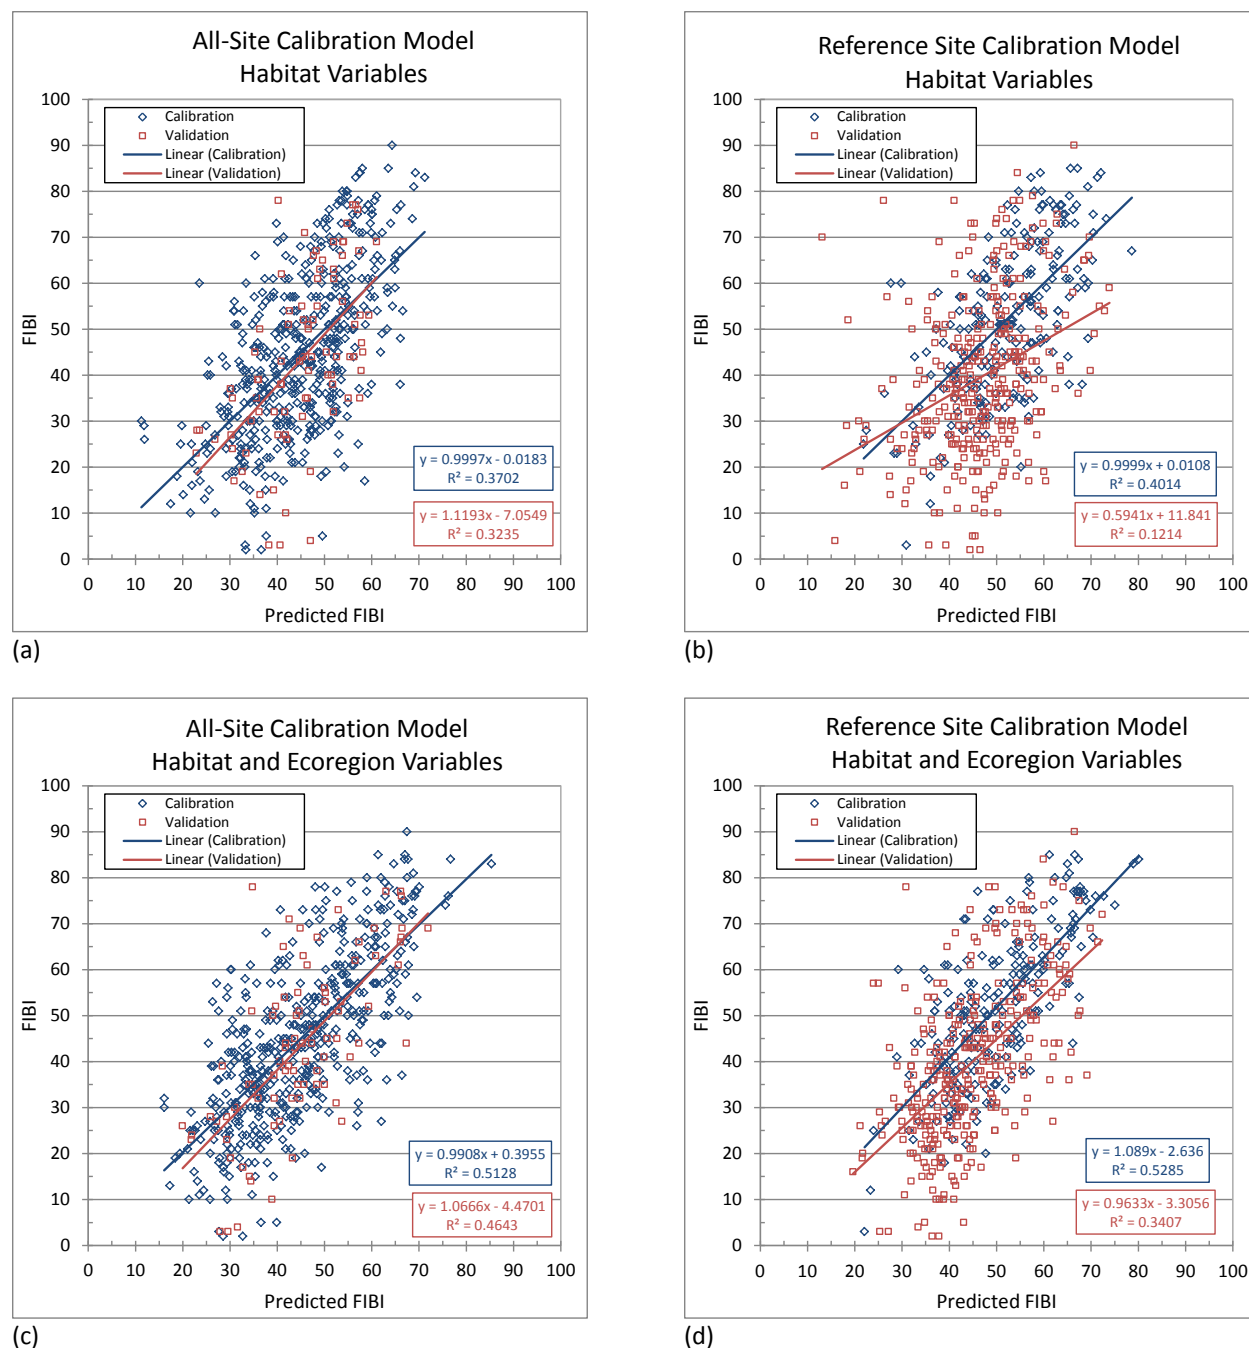 All-Site Calibration Model
Habitat Variables
100
90
80
70
60
50
40
30
20
10
0
FIBI
Calibration
Validation
Linear (Calibration)
Linear (Validation)
y = 0.9997x - 0.0183
R² = 0.3702
y = 1.1193x - 7.0549
R² = 0.3235
0 10 20 30 40 50 60 70 80 90 100
Predicted FIBI
(a)
Reference Site Calibration Model
Habitat Variables
100
90
80
70
60
50
40
30
20
10
0
FIBI
Calibration
Validation
Linear (Calibration)
Linear (Validation)
y = 0.9999x + 0.0108
R² = 0.4014
y = 0.5941x + 11.841
R² = 0.1214
0 10 20 30 40 50 60 70 80 90 100
Predicted FIBI
(b)
All-Site Calibration Model
Habitat and Ecoregion Variables
100
90
80
70
60
50
40
30
20
10
0
FIBI
Calibration
Validation
Linear (Calibration)
Linear (Validation)
y = 0.9908x + 0.3955
R² = 0.5128
y = 1.0666x - 4.4701
R² = 0.4643
0 10 20 30 40 50 60 70 80 90 100
Predicted FIBI
(c)
Reference Site Calibration Model
Habitat and Ecoregion Variables
100
90
80
70
60
50
40
30
20
10
0
FIBI
Calibration
Validation
Linear (Calibration)
Linear (Validation)
y = 1.089x - 2.636
R² = 0.5285
y = 0.9633x - 3.3056
R² = 0.3407
0 10 20 30 40 50 60 70 80 90 100
Predicted FIBI
(d)